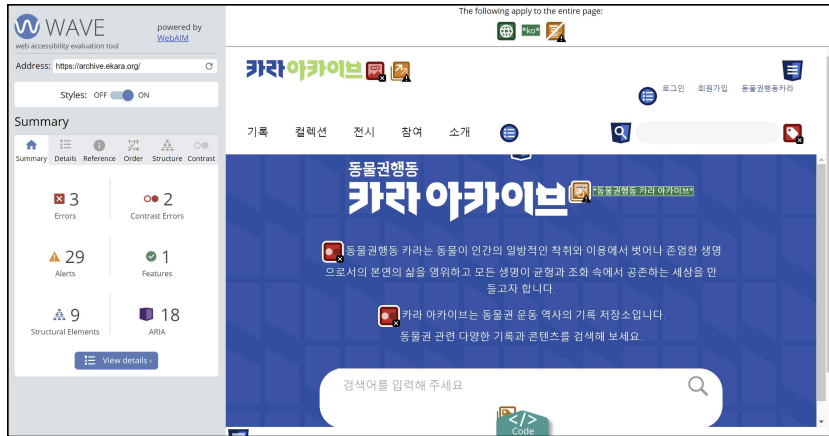 WAVE
web accessibility evaluation tool
powered by
WebAIM
Address: https://archive.ekara.org/
Styles: OFF ON
Summary
Summary Details Reference Order Structure Contrast
3
Errors
2
Contrast Errors
29
Alerts
1
Features
9
Structural Elements
18
ARIA
View details ›
The following apply to the entire page:
*ko*
카라 아카이브
로그인 회원가입 동물권행동카라
기록 컬렉션 전시 참여 소개
동물권행동
카라 아카이브
*동물권행동 카라 아카이브*
동물권행동 카라는 동물이 인간의 일방적인 착취와 이용에서 벗어나 존엄한 생명
으로서의 본연의 삶을 영위하고 모든 생명이 균형과 조화 속에서 공존하는 세상을 만
들고자 합니다.
카라 아카이브는 동물권 운동 역사의 기록 저장소입니다.
동물권 관련 다양한 기록과 콘텐츠를 검색해 보세요.
검색어를 입력해 주세요
</>
Code